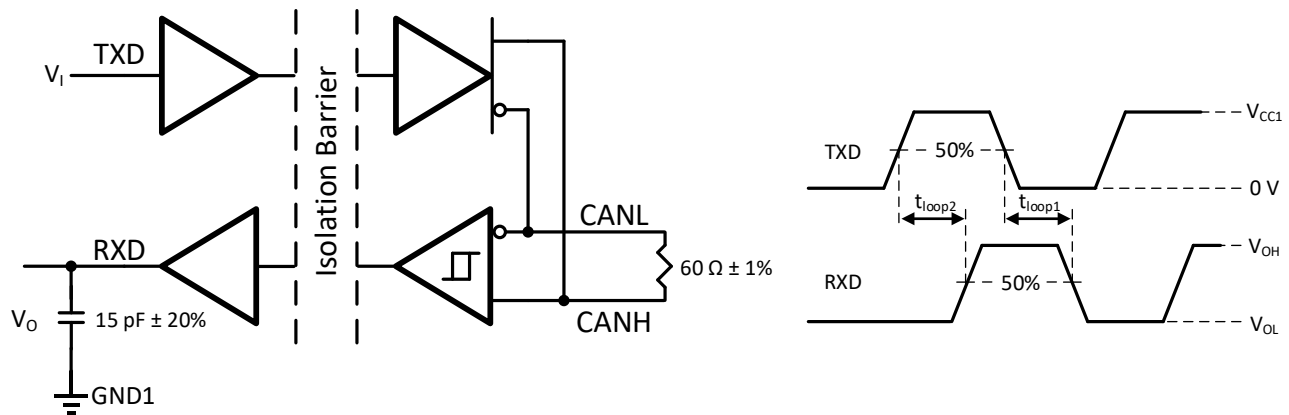 TXD
V_I
Isolation Barrier
RXD
V_O
15 pF ± 20%
GND1
CANL
60 Ω ± 1%
CANH
TXD
50%
V_CC1
0 V
t_loop2
t_loop1
RXD
50%
V_OH
V_OL